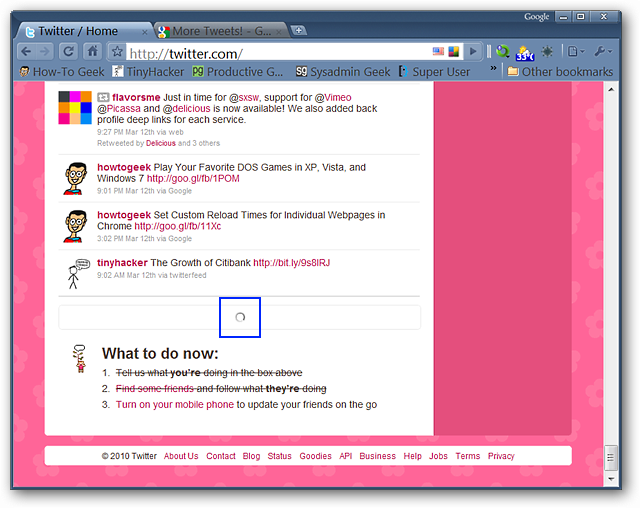 Google
Twitter / Home
More Tweets! - G...
http://twitter.com/
33°F
How-To Geek
TinyHacker
pg Productive G...
SG Sysadmin Geek
Super User
»
Other bookmarks
flavorsme Just in time for @sxsw, support for @Vimeo
@Picassa and @delicious is now available! We also added back
profile deep links for each service.
9:27 PM Mar 12th via web
Retweeted by Delicious and 3 others
howtogeek Play Your Favorite DOS Games in XP, Vista, and
Windows 7 http://goo.gl/fb/1POM
9:01 PM Mar 12th via Google
howtogeek Set Custom Reload Times for Individual Webpages in
Chrome http://goo.gl/fb/11Xc
3:02 PM Mar 12th via Google
tinyhacker The Growth of Citibank http://bit.ly/9s8lRJ
9:02 AM Mar 12th via twitterfeed
What to do now:
1. Tell us what you're doing in the box above
2. Find some friends and follow what they're doing
3. Turn on your mobile phone to update your friends on the go
© 2010 Twitter About Us Contact Blog Status Goodies API Business Help Jobs Terms Privacy